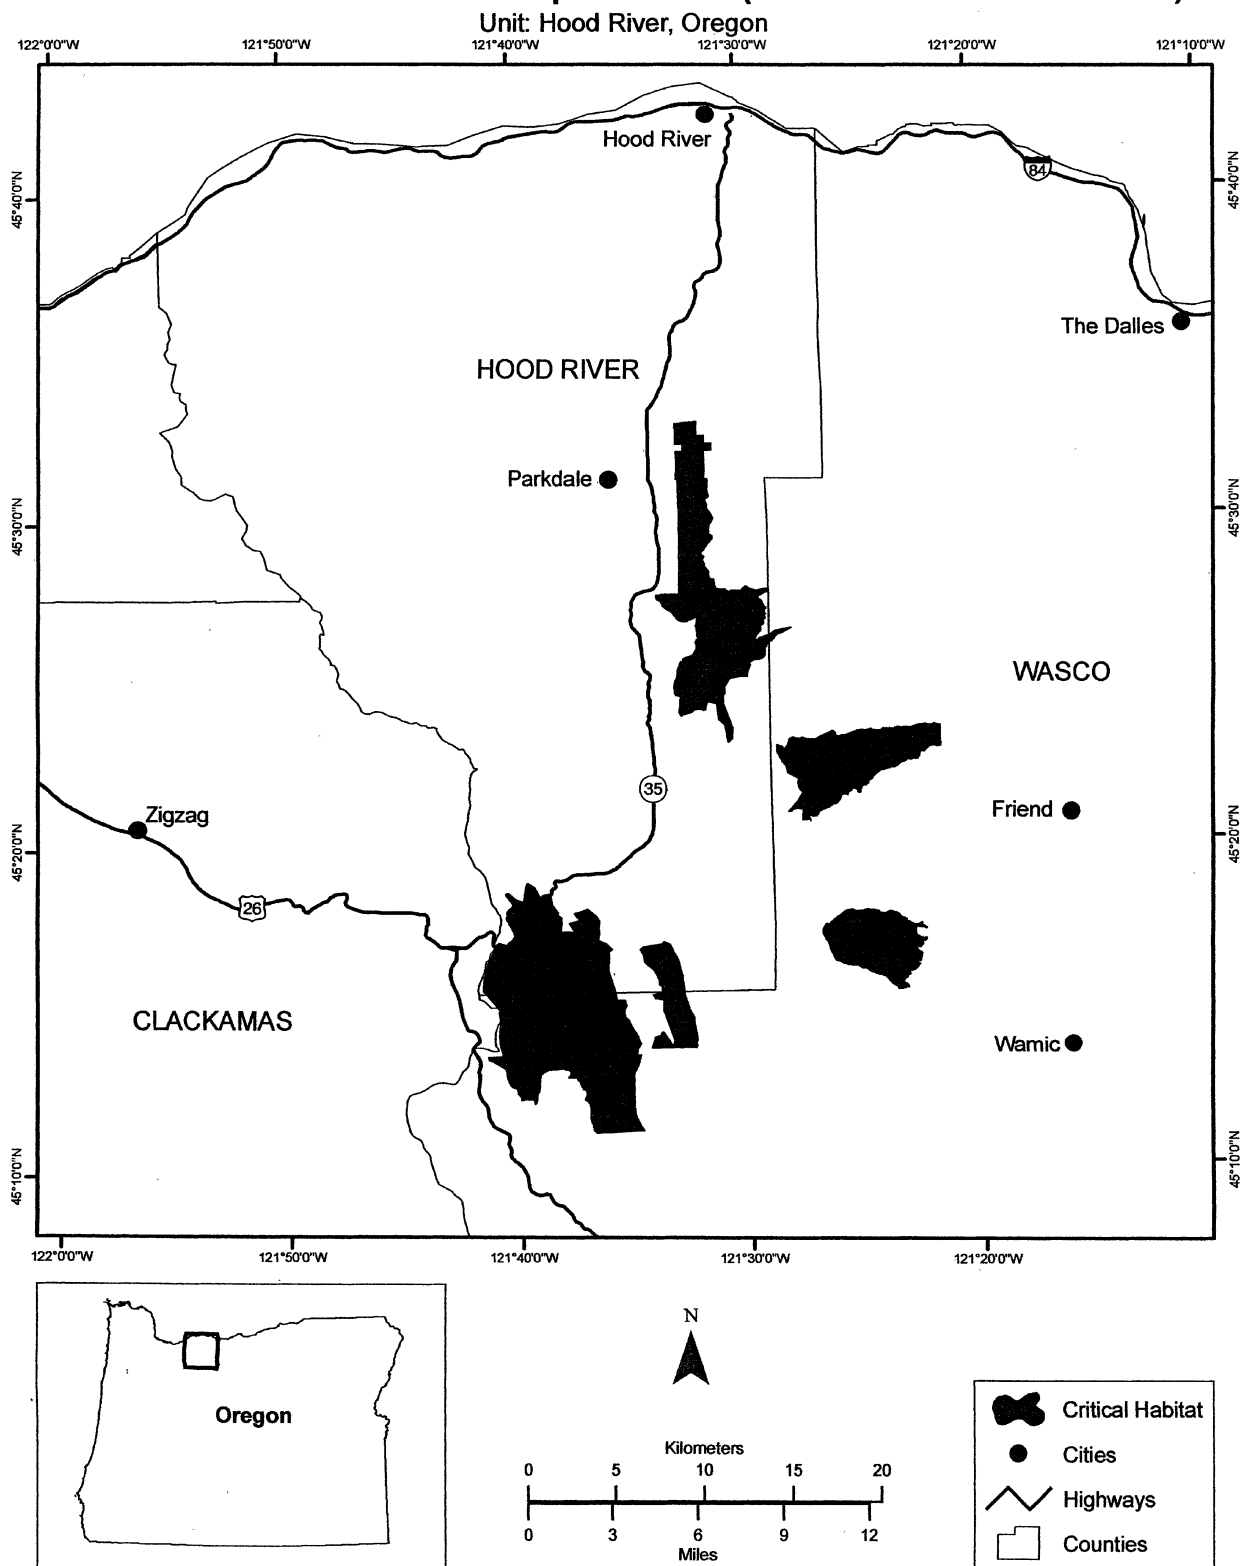 Unit: Hood River, Oregon
122°0'0"W 121°50'0"W 121°40'0"W 121°30'0"W 121°20'0"W 121°10'0"W
Hood River
84
45°40'0"N
45°40'0"N
The Dalles
HOOD RIVER
Parkdale
45°30'0"N
45°30'0"N
WASCO
35
Zigzag
Friend
45°20'0"N
45°20'0"N
26
CLACKAMAS
Wamic
45°10'0"N
45°10'0"N
122°0'0"W 121°50'0"W 121°40'0"W 121°30'0"W 121°20'0"W
N
Oregon
Critical Habitat
Kilometers
Cities
0 5 10 15 20
Highways
0 3 6 9 12
Counties
Miles